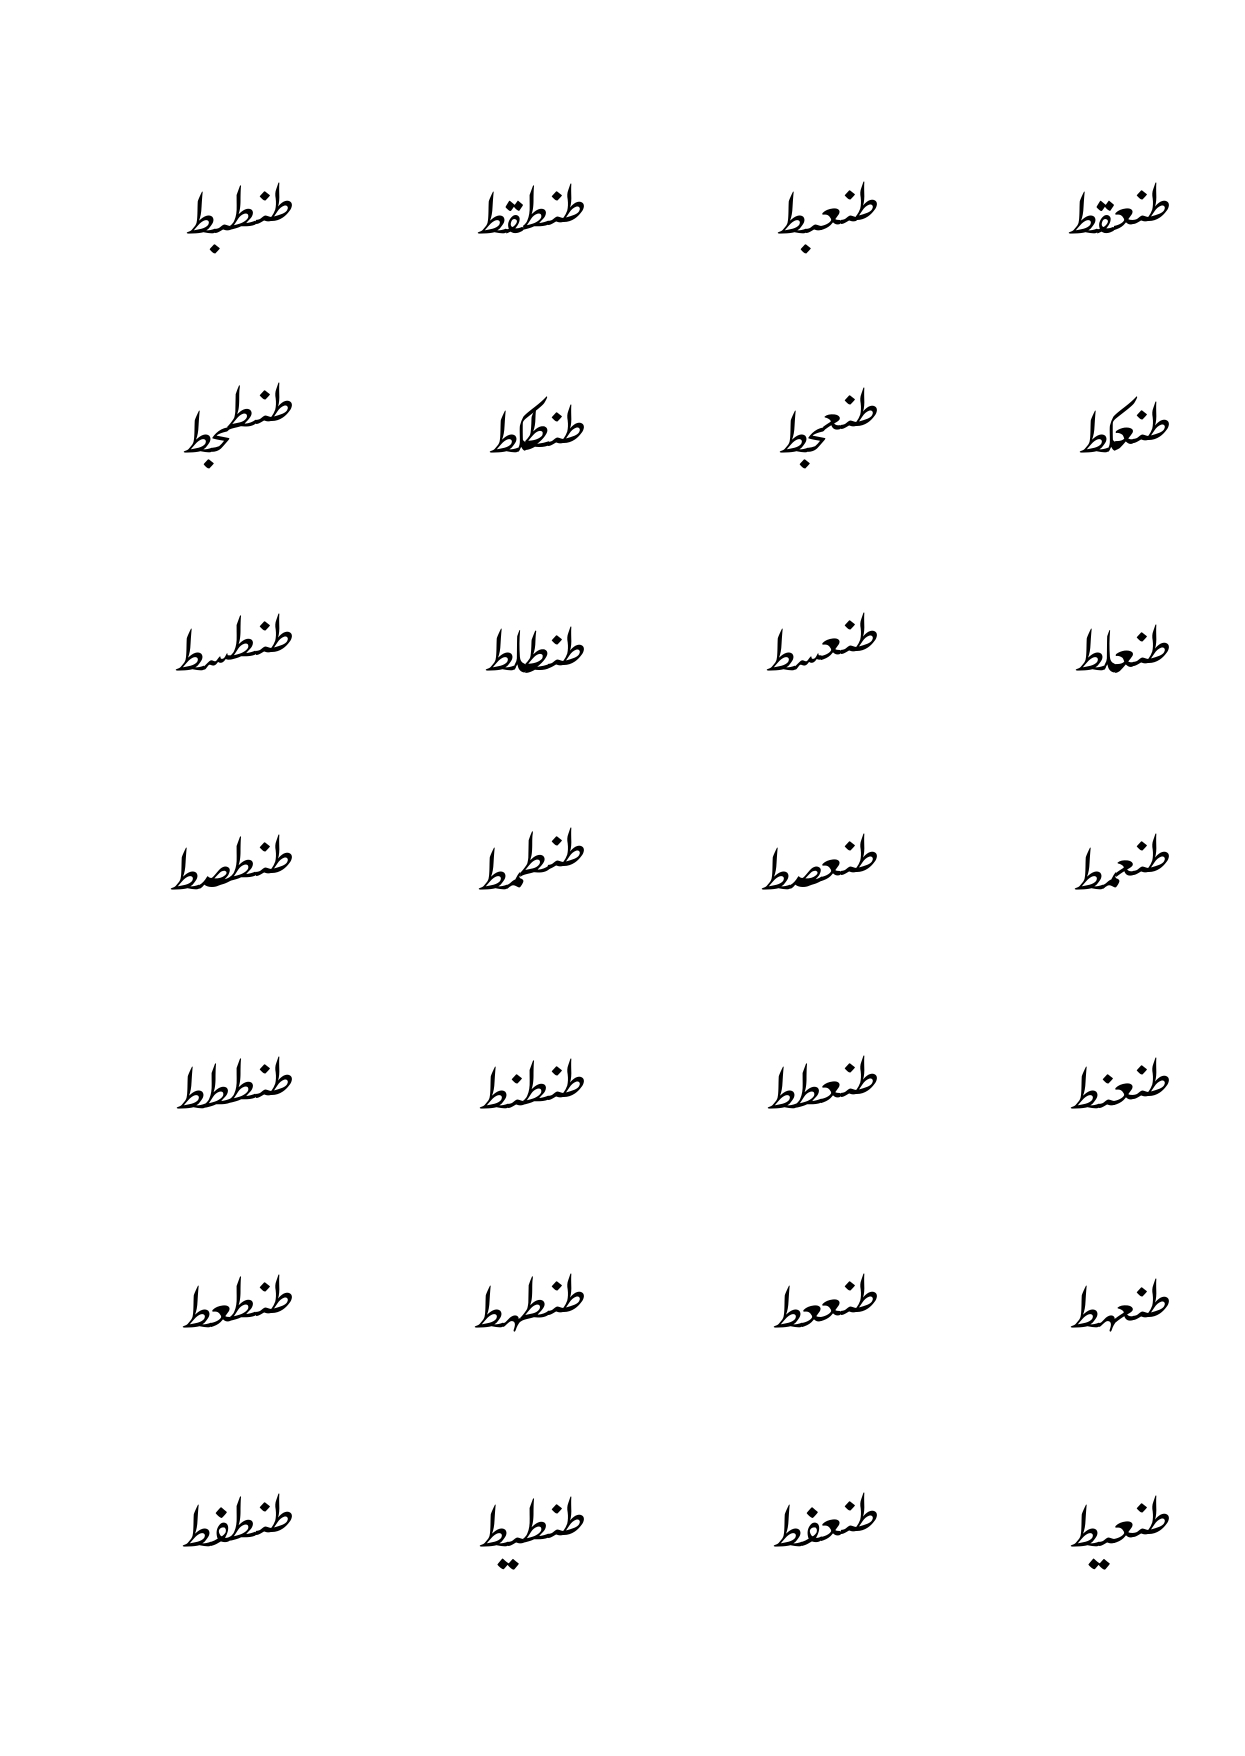 طنعقط طنعبط طنطقط طنطبط
طنعكط طنعجط طنطكط طنطجط
طنعلط طنعسط طنطلط طنطسط
طنعمط طنعصط طنطمط طنطصط
طنعنط طنعطط طنطنط طنططط
طنعهط طنععط طنطهط طنطعط
طنعيط طنعفط طنطيط طنطفط